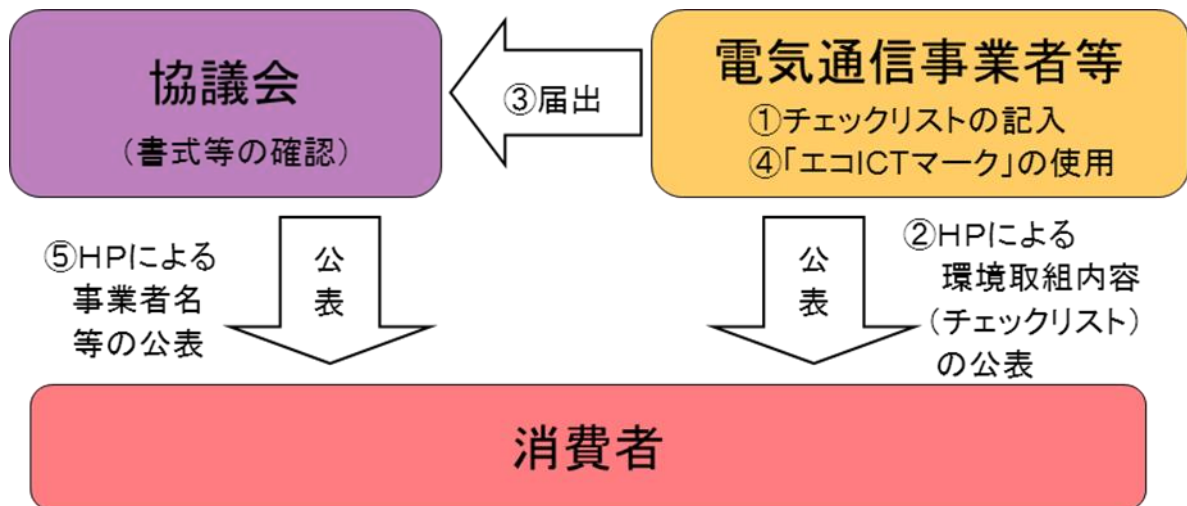 協議会
（書式等の確認）
③届出
電気通信事業者等
①チェックリストの記入
④「エコICTマーク」の使用
⑤ＨＰによる
事業者名
等の公表
公
表
公
表
②ＨＰによる
環境取組内容
（チェックリスト）
の公表
消費者